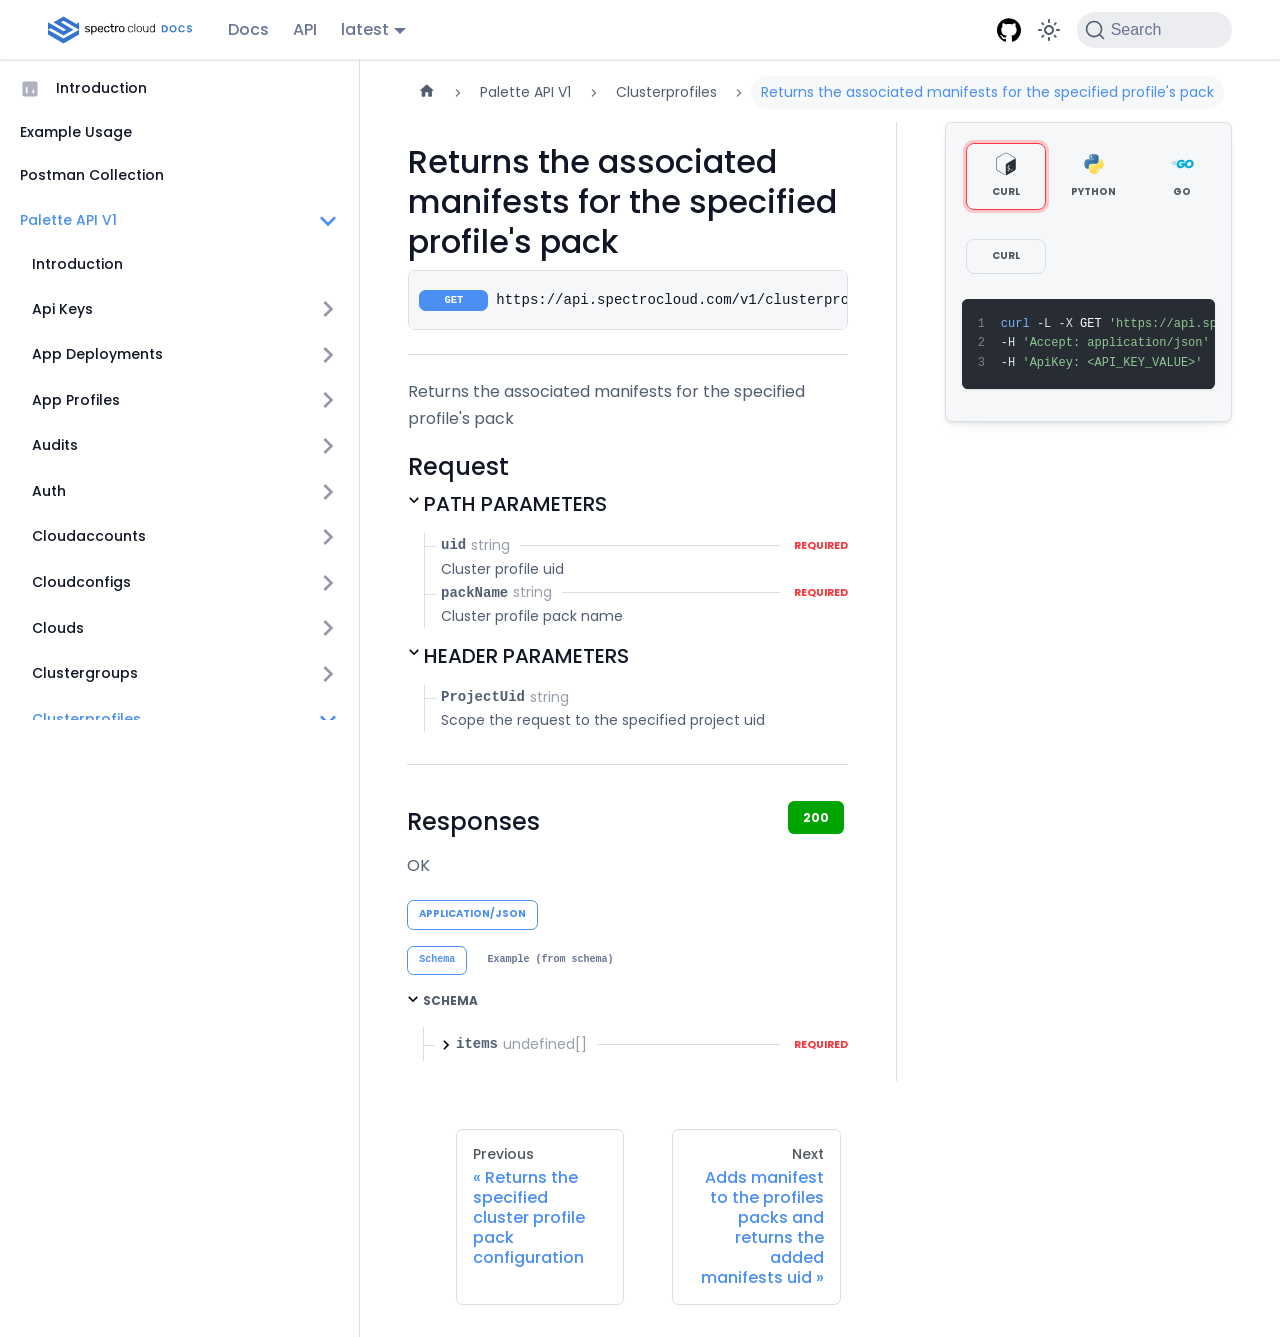 spectro cloud DOCS
Docs
API
latest
Search
Introduction
Example Usage
Postman Collection
Palette API V1
Introduction
Api Keys
App Deployments
App Profiles
Audits
Auth
Cloudaccounts
Cloudconfigs
Clouds
Clustergroups
Clusterprofiles
Palette API V1
Clusterprofiles
Returns the associated manifests for the specified profile's pack
Returns the associated
manifests for the specified
profile's pack
GET https://api.spectrocloud.com/v1/clusterpro
Returns the associated manifests for the specified
profile's pack
Request
PATH PARAMETERS
uid string REQUIRED
Cluster profile uid
packName string REQUIRED
Cluster profile pack name
HEADER PARAMETERS
ProjectUid string
Scope the request to the specified project uid
Responses
200
OK
APPLICATION/JSON
Schema
Example (from schema)
SCHEMA
items undefined[] REQUIRED
CURL
PYTHON
GO
CURL
1 curl -L -X GET 'https://api.sp
2 -H 'Accept: application/json'
3 -H 'ApiKey: <API_KEY_VALUE>'
Previous
« Returns the
specified
cluster profile
pack
configuration
Next
Adds manifest
to the profiles
packs and
returns the
added
manifests uid »